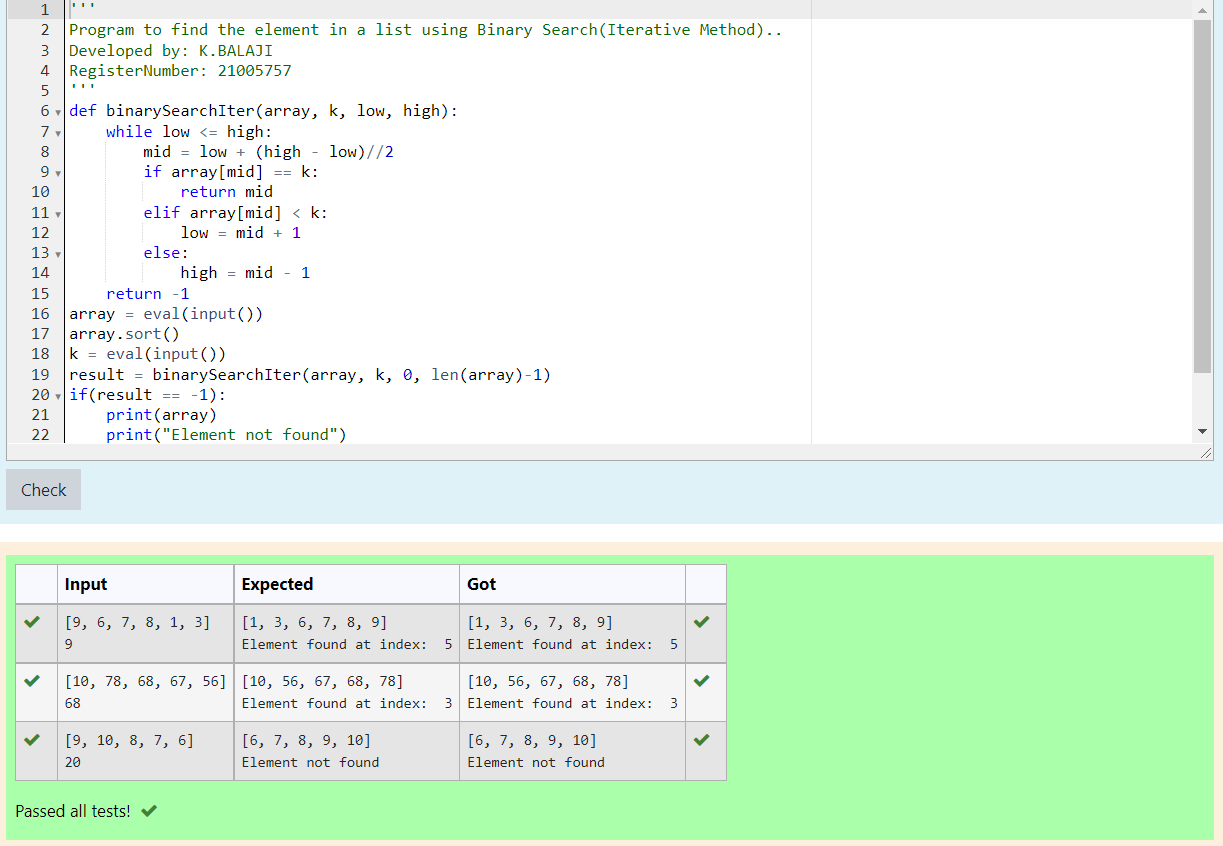 1 '''
2 Program to find the element in a list using Binary Search(Iterative Method)..
3 Developed by: K.BALAJI
4 RegisterNumber: 21005757
5 '''
6 def binarySearchIter(array, k, low, high):
7     while low <= high:
8         mid = low + (high - low)//2
9         if array[mid] == k:
10             return mid
11         elif array[mid] < k:
12             low = mid + 1
13         else:
14             high = mid - 1
15     return -1
16 array = eval(input())
17 array.sort()
18 k = eval(input())
19 result = binarySearchIter(array, k, 0, len(array)-1)
20 if(result == -1):
21     print(array)
22     print("Element not found")
Check
Input Expected Got
[9, 6, 7, 8, 1, 3] [1, 3, 6, 7, 8, 9] [1, 3, 6, 7, 8, 9]
9 Element found at index:  5 Element found at index:  5
[10, 78, 68, 67, 56] [10, 56, 67, 68, 78] [10, 56, 67, 68, 78]
68 Element found at index:  3 Element found at index:  3
[9, 10, 8, 7, 6] [6, 7, 8, 9, 10] [6, 7, 8, 9, 10]
20 Element not found Element not found
Passed all tests!